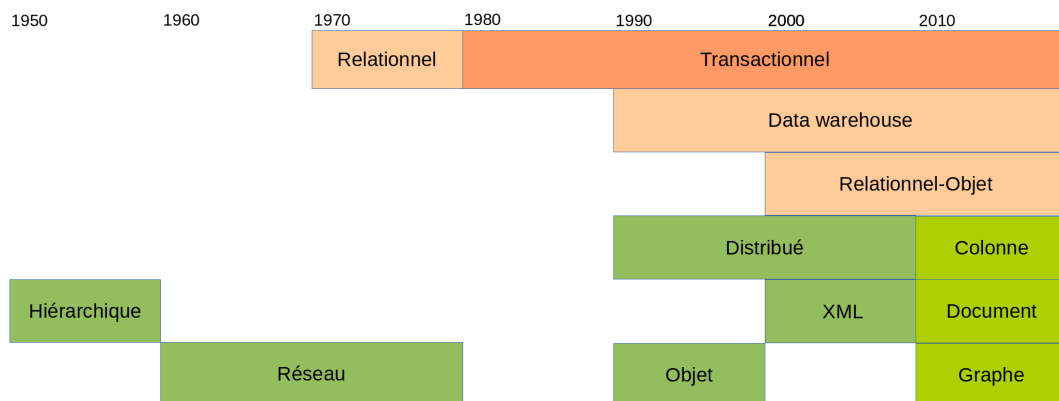 1950 1960 1970 1980 1990 2000 2010
Relationnel Transactionnel
Data warehouse
Relationnel-Objet
Distribué Colonne
Hiérarchique XML Document
Réseau Objet Graphe